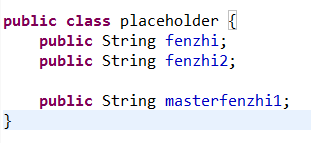 public class placeholder {
public String fenzhi;
public String fenzhi2;
public String masterfenzhi1;
}